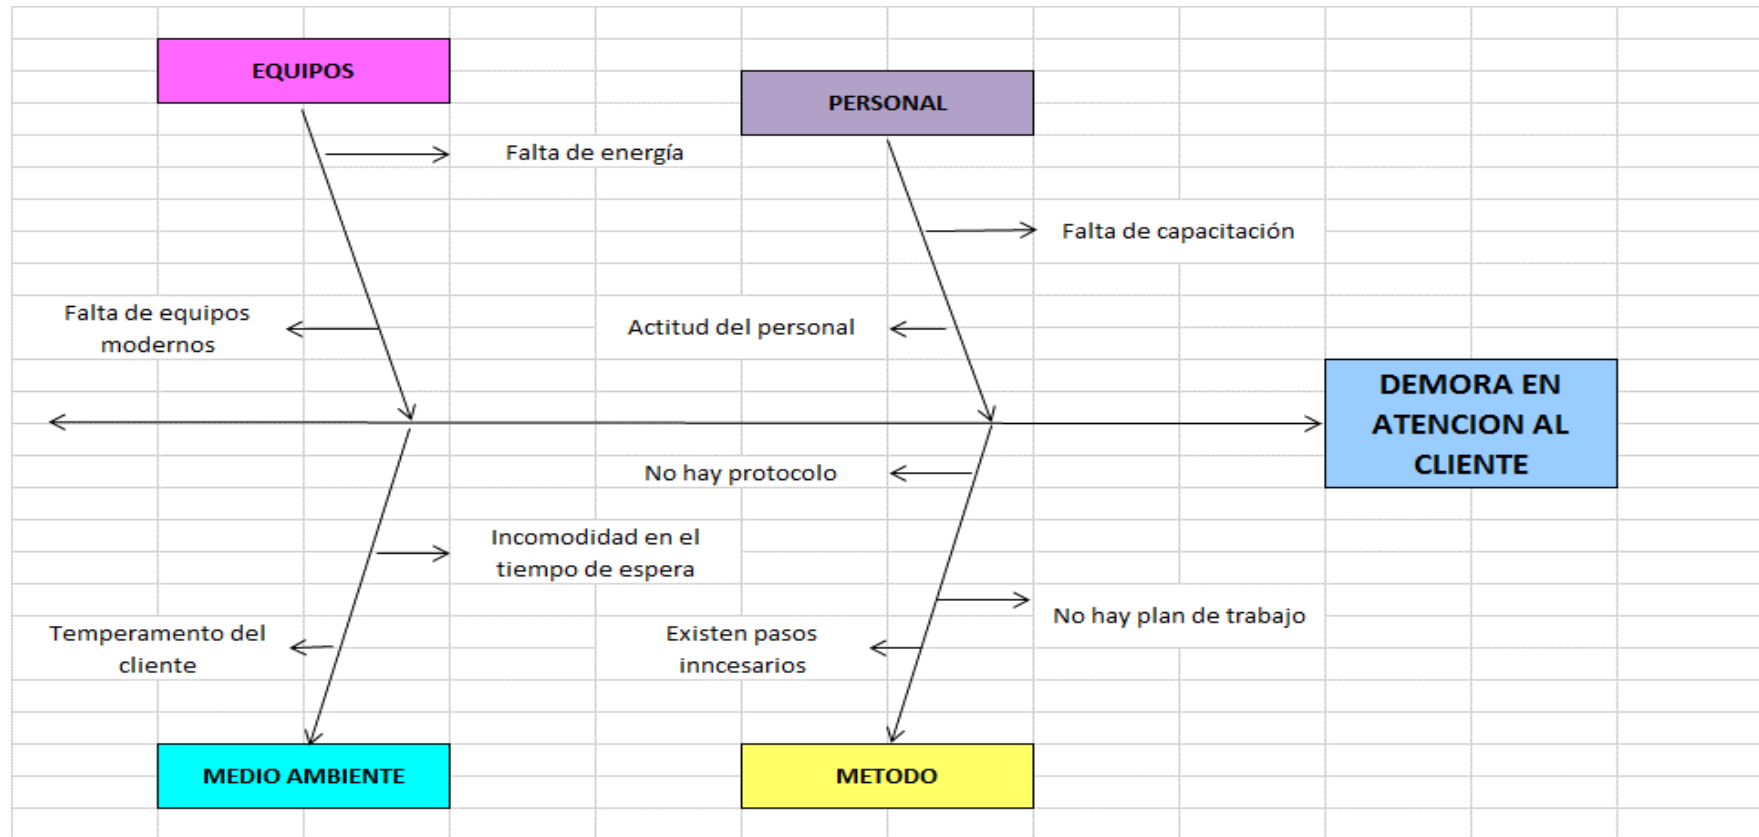 EQUIPOS
PERSONAL
Falta de energía
Falta de capacitación
Falta de equipos
modernos
Actitud del personal
DEMORA EN
ATENCION AL
CLIENTE
No hay protocolo
Incomodidad en el
tiempo de espera
No hay plan de trabajo
Temperamento del
cliente
Existen pasos
inncesarios
MEDIO AMBIENTE
METODO